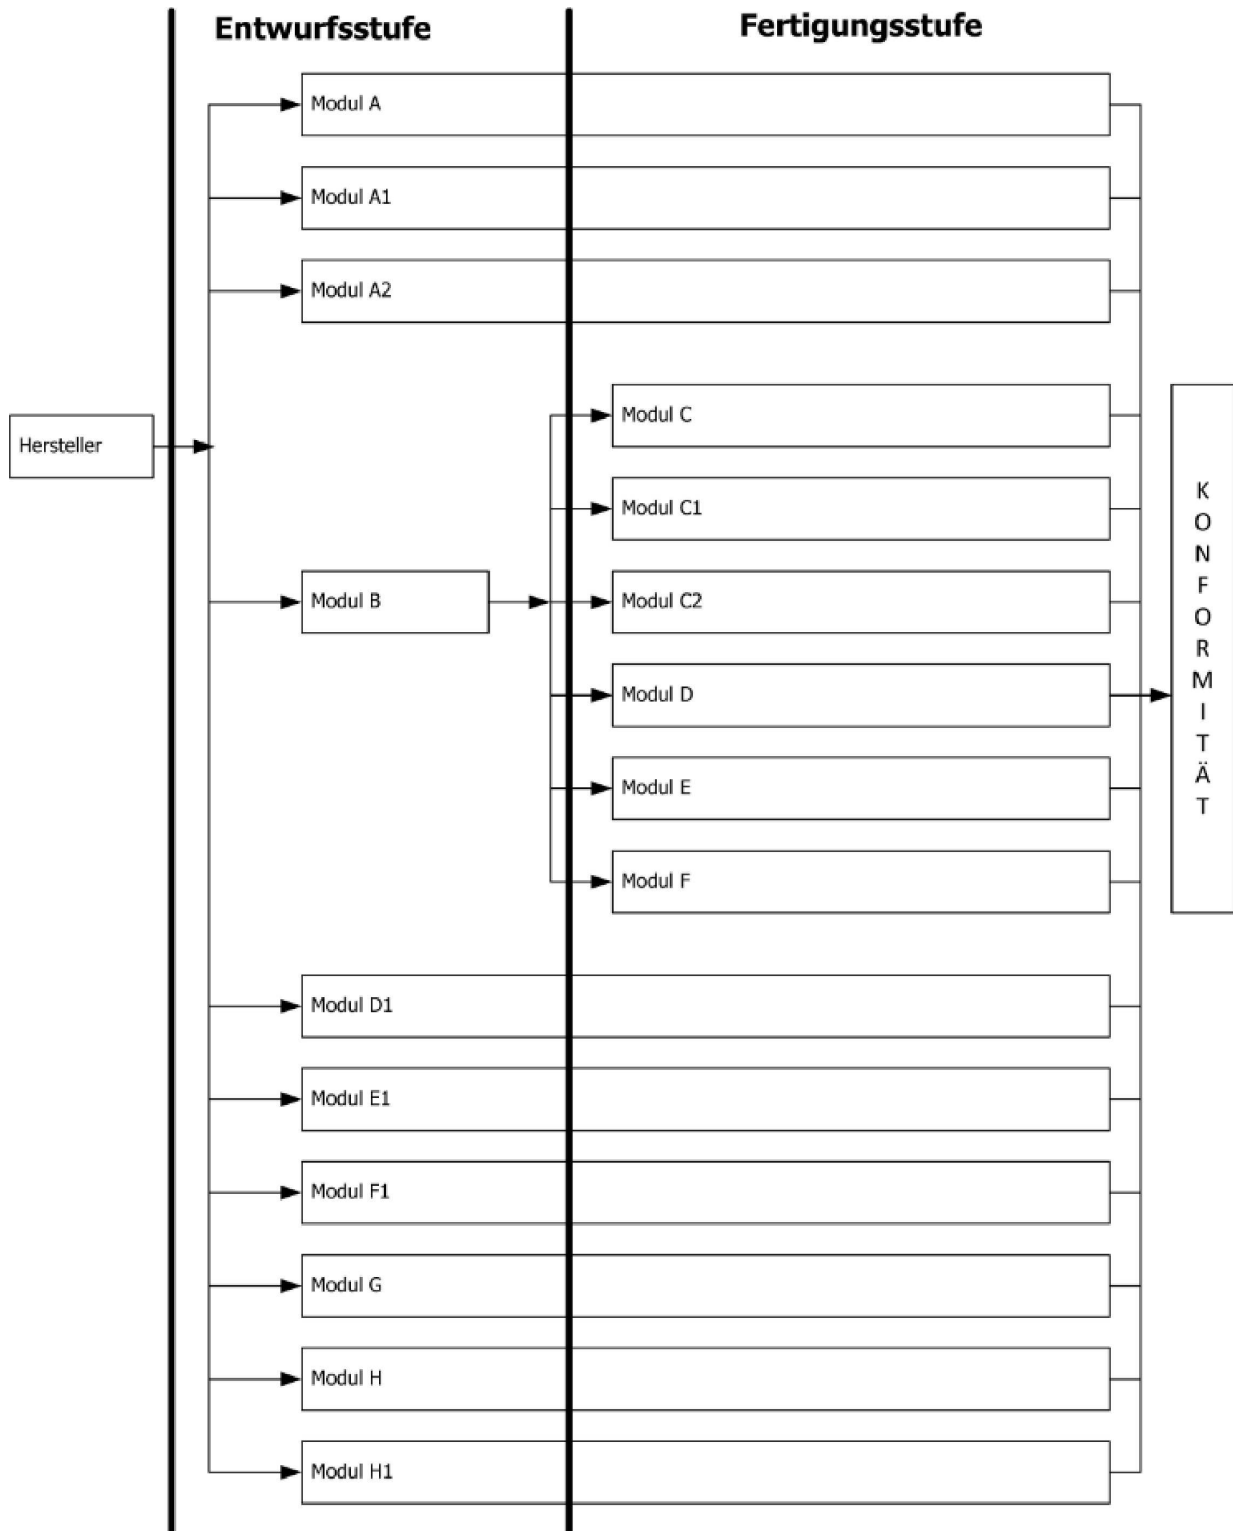 Entwurfsstufe
Fertigungsstufe
Modul A
Modul A1
Modul A2
Hersteller
Modul B
Modul C
Modul C1
Modul C2
Modul D
Modul E
Modul F
Modul D1
Modul E1
Modul F1
Modul G
Modul H
Modul H1
K
O
N
F
O
R
M
I
T
Ä
T